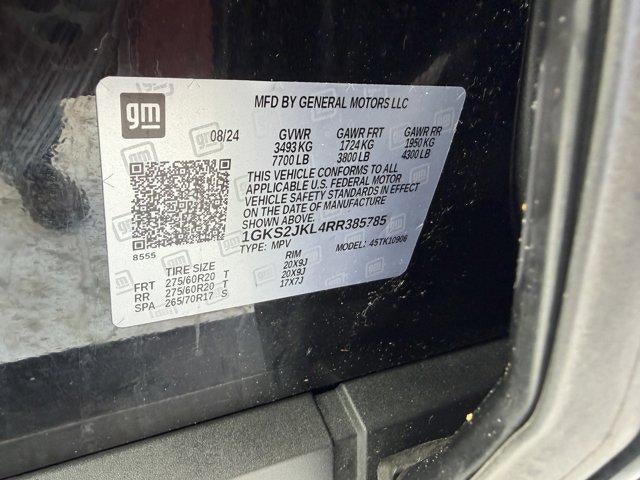 gm
MFD BY GENERAL MOTORS LLC
08/24 GVWR GAWR FRT GAWR RR
3493 KG 1724 KG 1950 KG
7700 LB 3800 LB 4300 LB
THIS VEHICLE CONFORMS TO ALL
APPLICABLE U.S. FEDERAL MOTOR
VEHICLE SAFETY STANDARDS IN EFFECT
ON THE DATE OF MANUFACTURE
SHOWN ABOVE.
1GKS2JKL4RR385785
8555 TYPE: MPV MODEL: 45TK10906
TIRE SIZE RIM
FRT 275/60R20 T 20X9J
RR 275/60R20 T 20X9J
SPA 265/70R17 S 17X7J